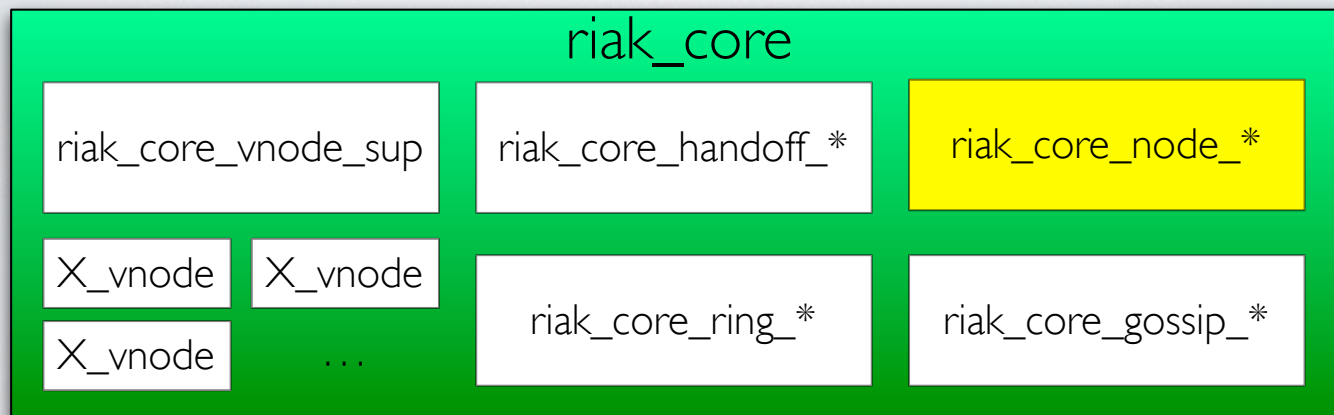 riak_core
riak_core_vnode_sup
riak_core_handoff_*
riak_core_node_*
X_vnode
X_vnode
X_vnode
...
riak_core_ring_*
riak_core_gossip_*